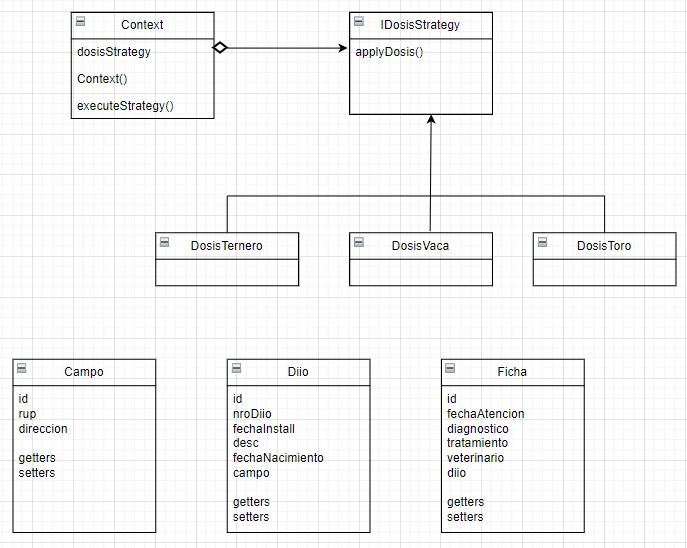 Context
dosisStrategy
Context()
executeStrategy()
IDosisStrategy
applyDosis()
DosisTernero
DosisVaca
DosisToro
Campo
id
rup
direccion
getters
setters
Diio
id
nroDiio
fechaInstall
desc
fechaNacimiento
campo
getters
setters
Ficha
id
fechaAtencion
diagnostico
tratamiento
veterinario
diio
getters
setters